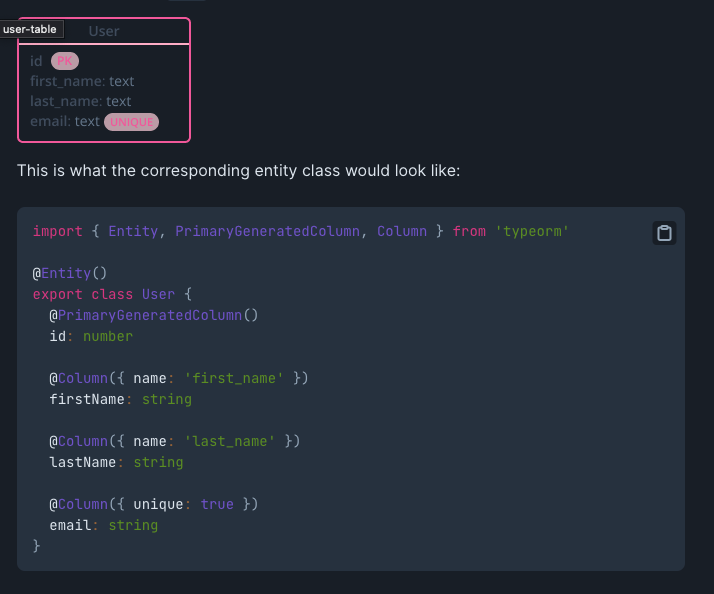 user-table
User
id PK
first_name: text
last_name: text
email: text UNIQUE
This is what the corresponding entity class would look like:
import { Entity, PrimaryGeneratedColumn, Column } from 'typeorm'
@Entity()
export class User {
  @PrimaryGeneratedColumn()
  id: number
  @Column({ name: 'first_name' })
  firstName: string
  @Column({ name: 'last_name' })
  lastName: string
  @Column({ unique: true })
  email: string
}